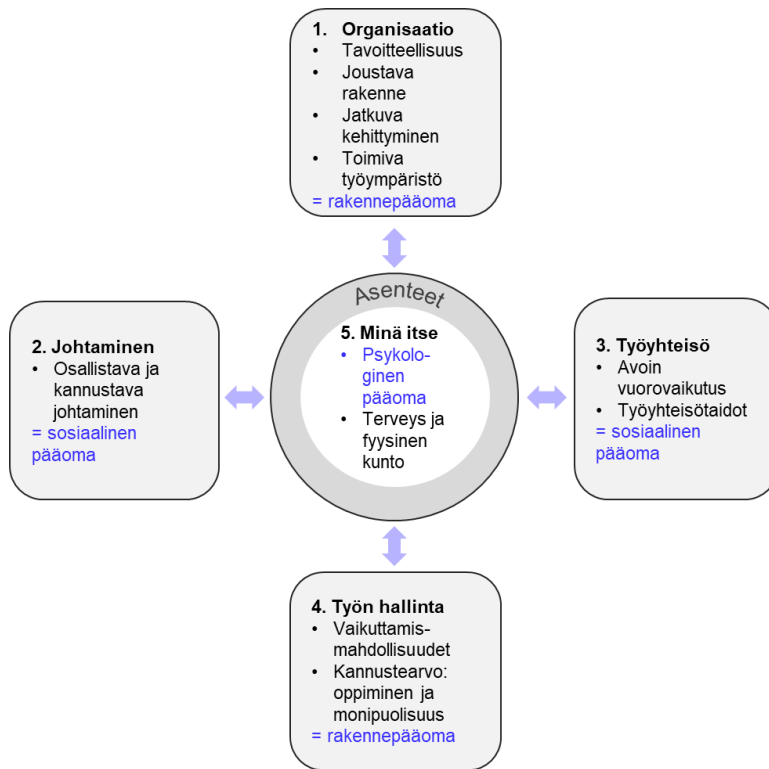 1. Organisaatio
• Tavoitteellisuus
• Joustava
rakenne
• Jatkuva
kehittyminen
• Toimiva
työympäristö
= rakennepääoma
Asenteet
2. Johtaminen
• Osallistava ja
kannustava
johtaminen
= sosiaalinen
pääoma
5. Minä itse
• Psykolo-
ginen
pääoma
• Terveys ja
fyysinen
kunto
3. Työyhteisö
• Avoin
vuorovaikutus
• Työyhteisötaidot
= sosiaalinen
pääoma
4. Työn hallinta
• Vaikuttamis-
mahdollisuudet
• Kannustearvo:
oppiminen ja
monipuolisuus
= rakennepääoma